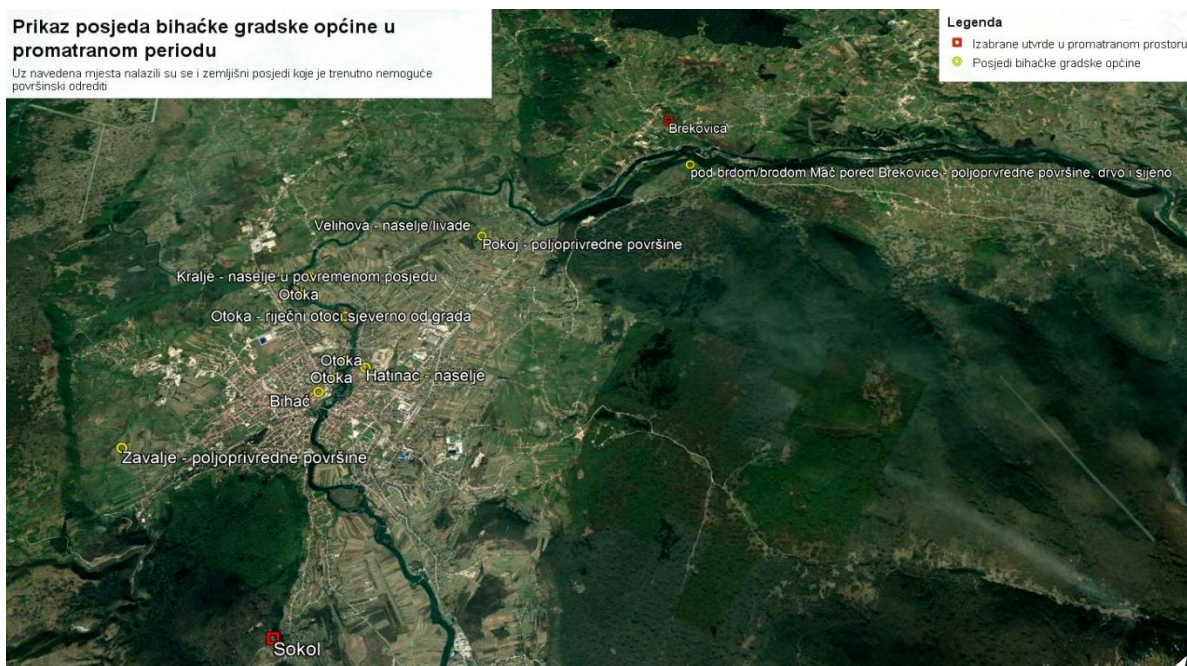 Prikaz posjeda bihaćke gradske općine u
promatranom periodu
Uz navedena mjesta nalazili su se i zemljišni posjedi koje je trenutno nemoguće
površinski odrediti
Legenda
Izabrane utvrde u promatranom prostoru
Posjedi bihaćke gradske općine
Brekovica
pod brdom/brodom Mač pored Brekovice - poljoprvredne površine, drvo i sijeno
Velihova - naselje/livade
Pokoj - poljoprivredne površine
Kralje - naselje u povremenom posjedu
Otoka
Otoka - riječni otoci sjeverno od grada
Otoka
Hatinac - naselje
Otoka
Bihać
Zavalje - poljoprivredne površine
Sokol